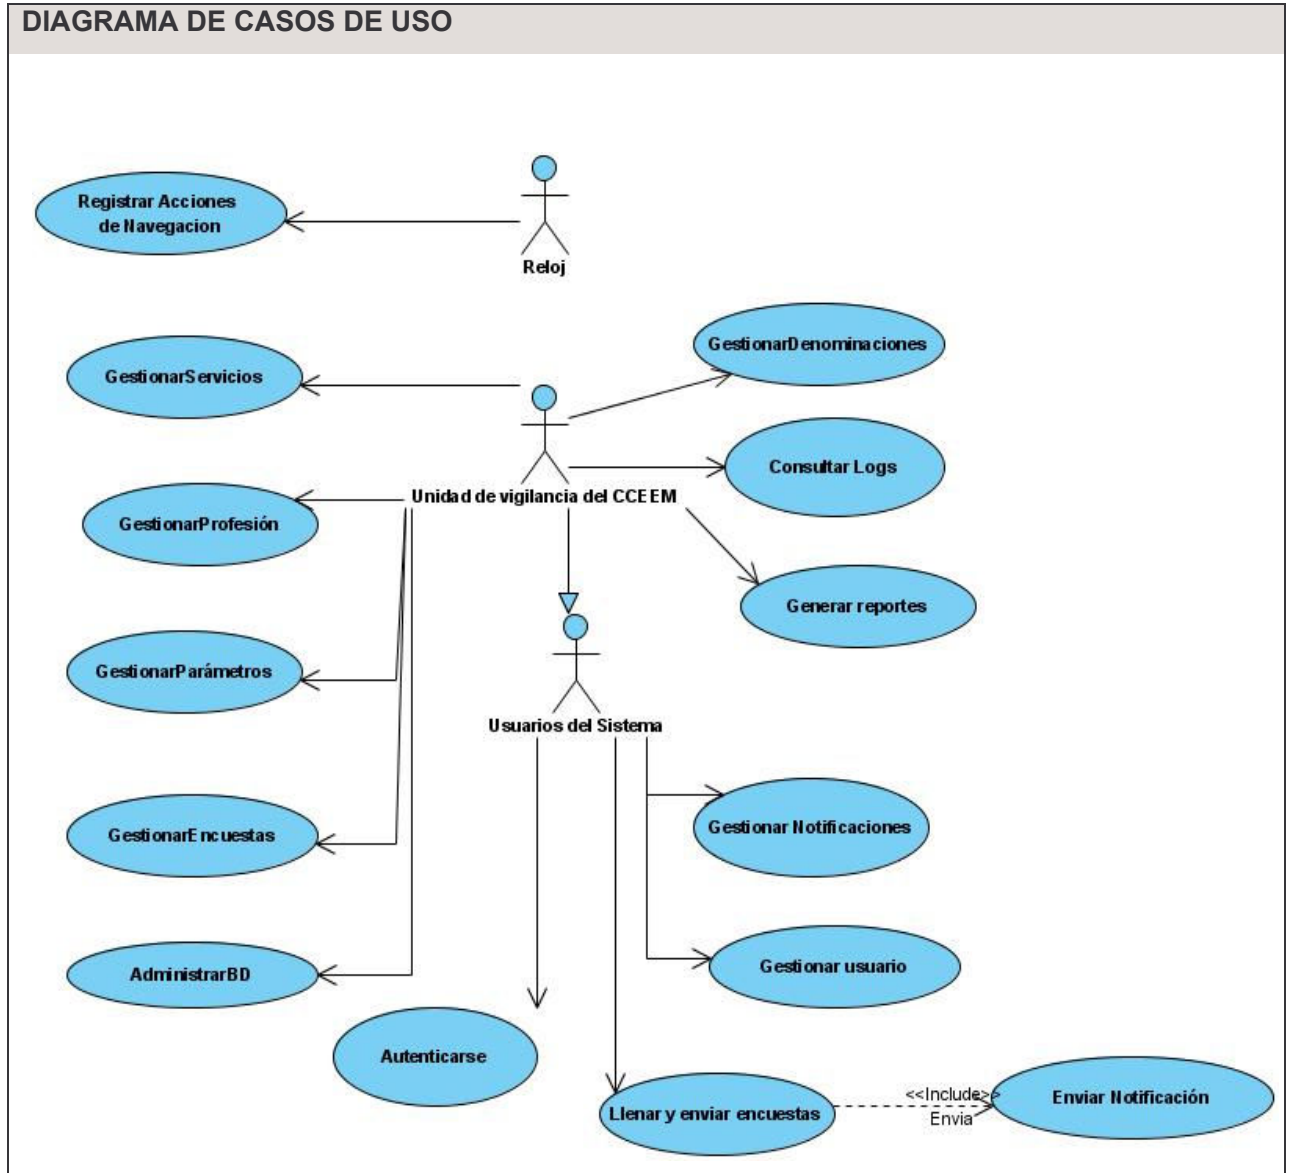 DIAGRAMA DE CASOS DE USO
Registrar Acciones
de Navegacion
Reloj
GestionarDenominaciones
GestionarServicios
Consultar Logs
Unidad de vigilancia del CCEEM
GestionarProfesión
Generar reportes
GestionarParámetros
Usuarios del Sistema
GestionarEncuestas
Gestionar Notificaciones
AdministrarBD
Gestionar usuario
Autenticarse
Llenar y enviar encuestas
<<Include>>
Envia
Enviar Notificación